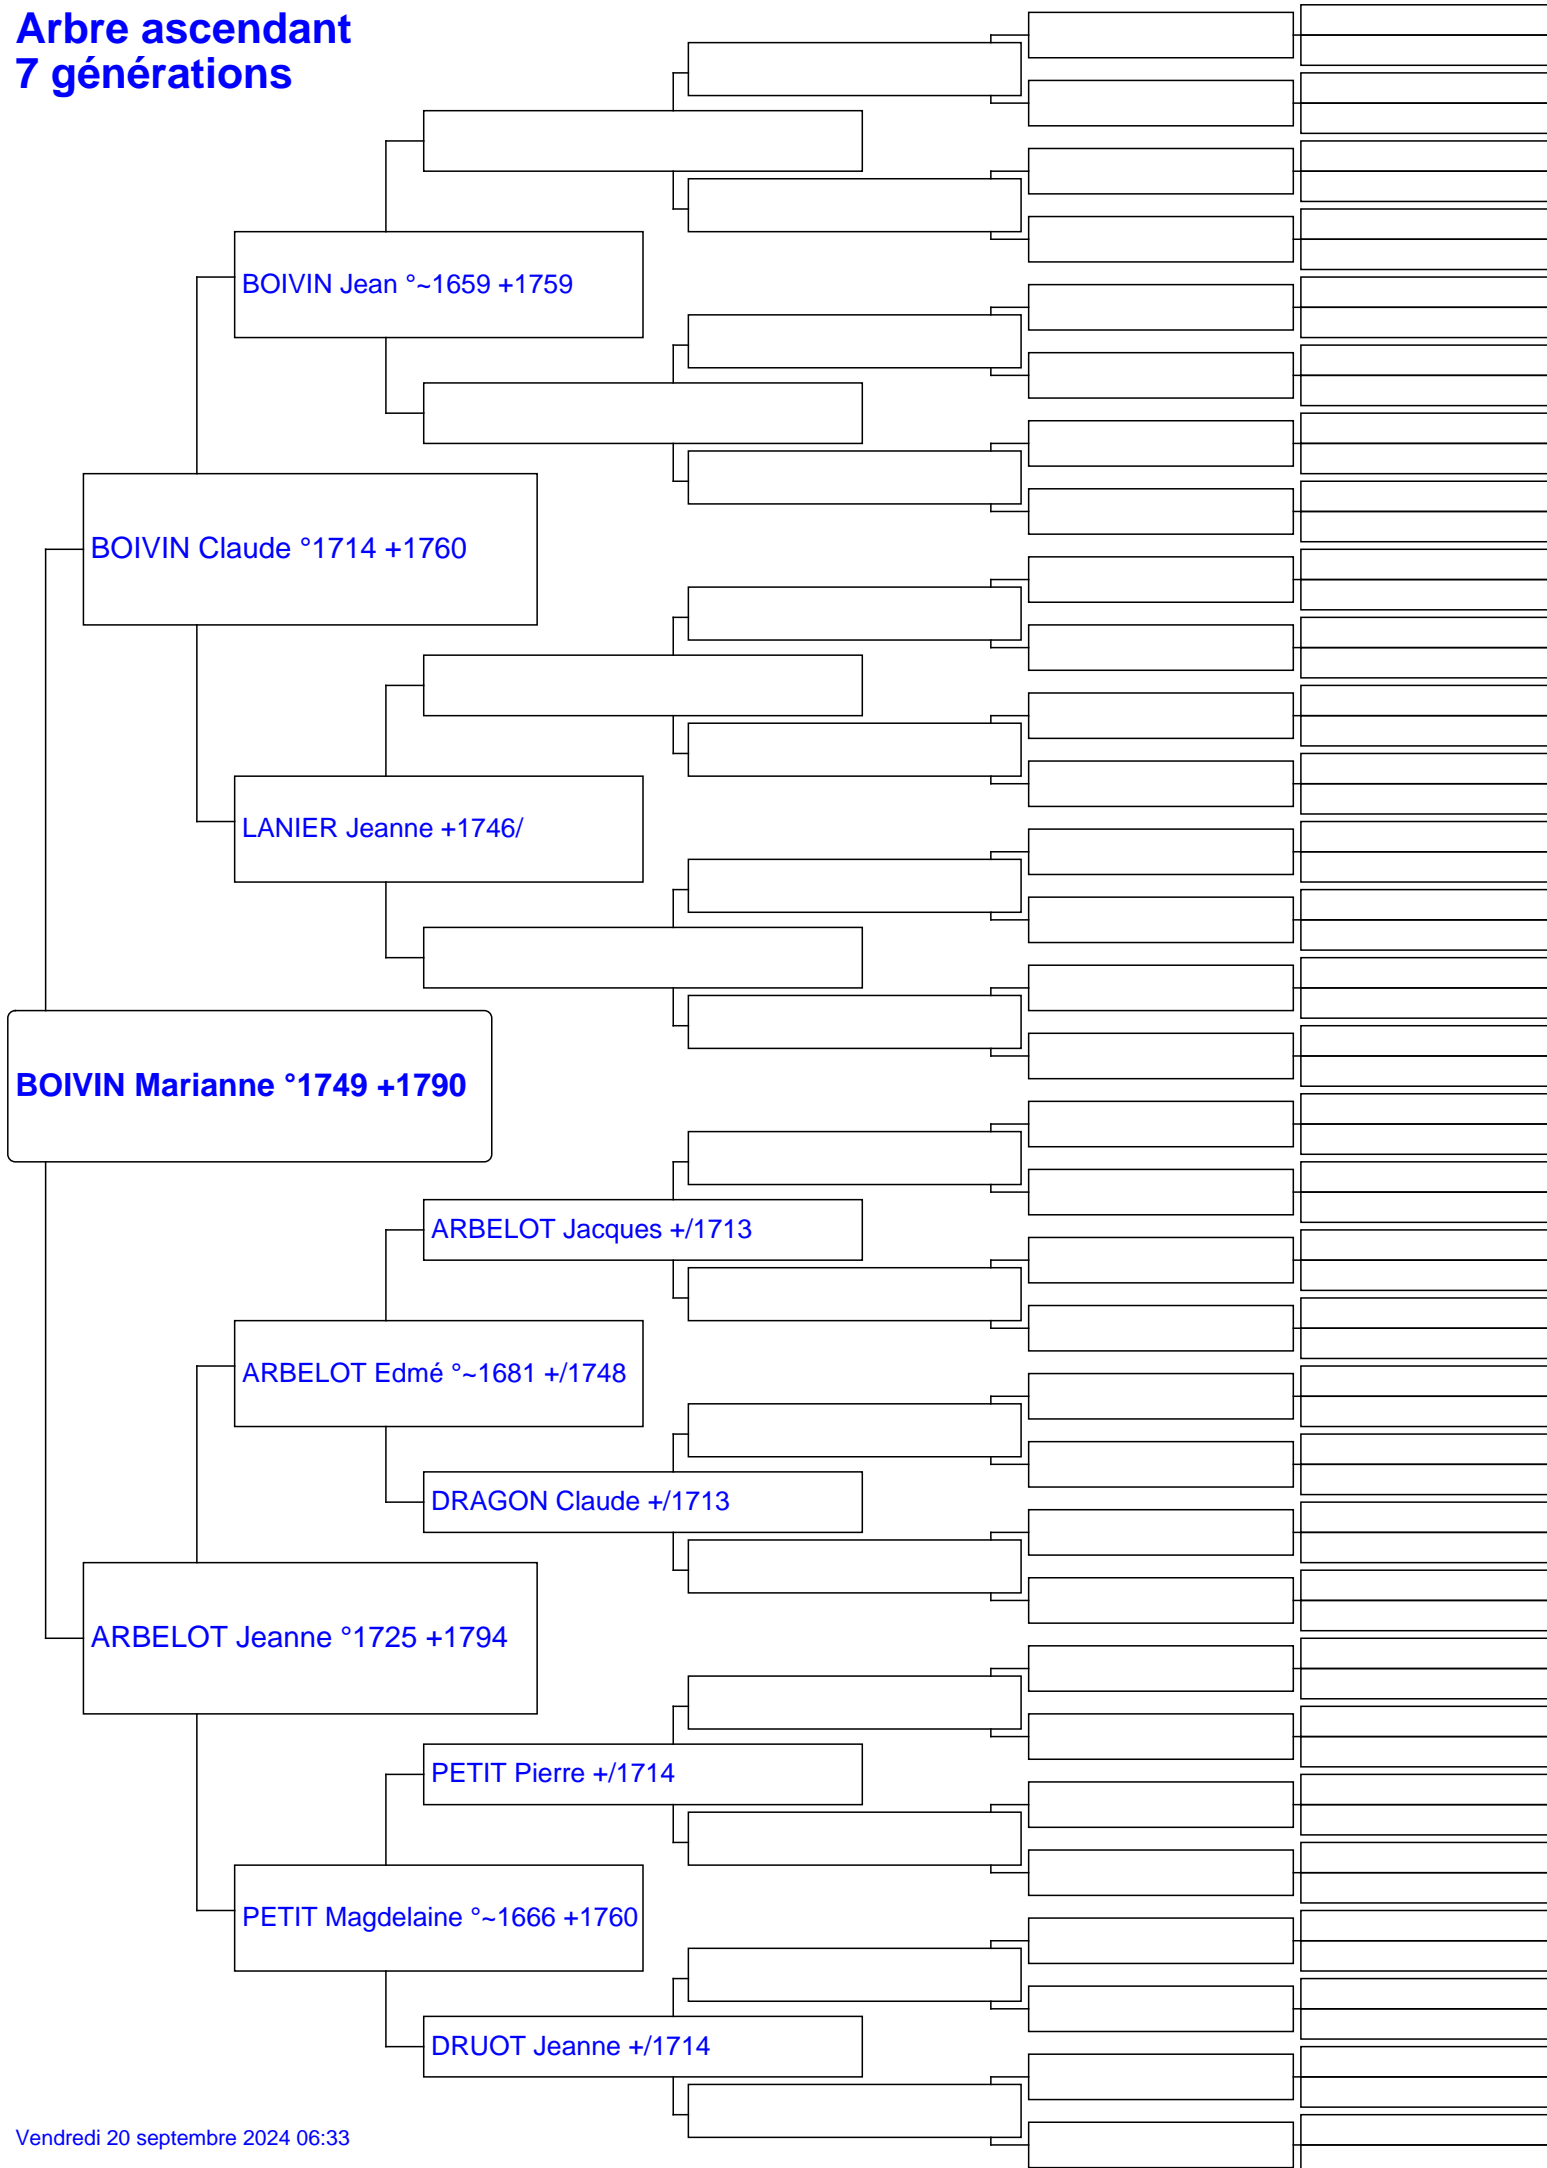 Arbre ascendant
7 générations
BOIVIN Jean °~1659 +1759
BOIVIN Claude °1714 +1760
LANIER Jeanne +1746/
BOIVIN Marianne °1749 +1790
ARBELOT Jacques +/1713
ARBELOT Edmé °~1681 +/1748
DRAGON Claude +/1713
ARBELOT Jeanne °1725 +1794
PETIT Pierre +/1714
PETIT Magdelaine °~1666 +1760
DRUOT Jeanne +/1714
Vendredi 20 septembre 2024 06:33